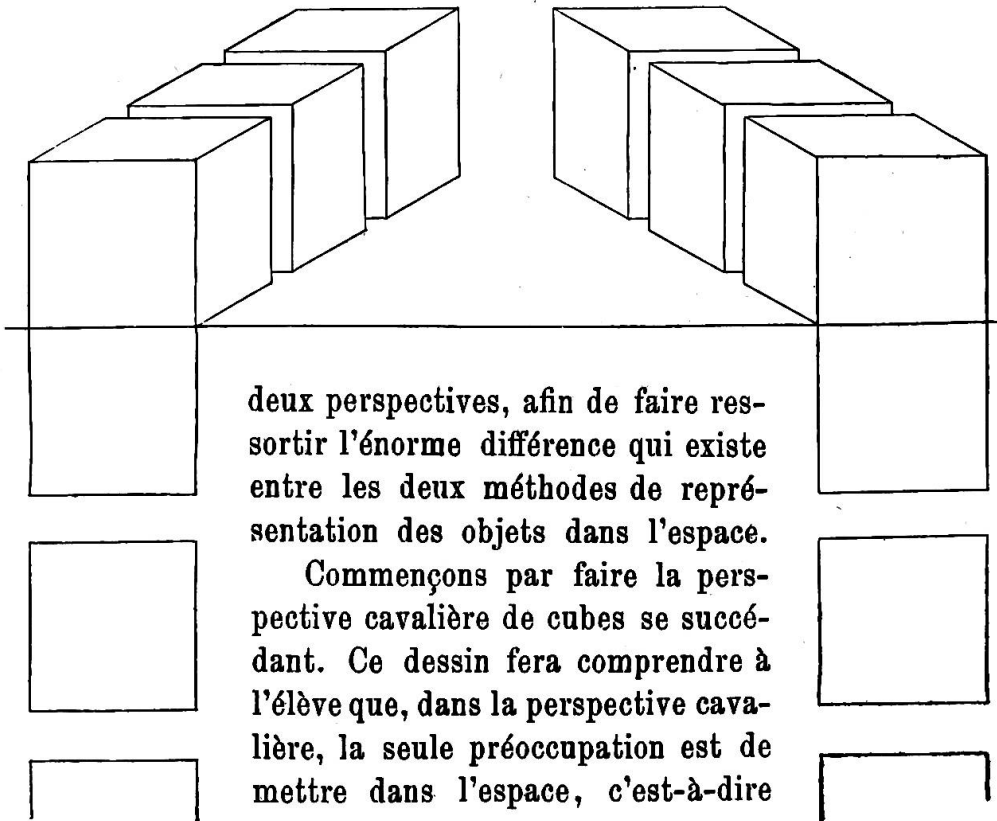 deux perspectives, afin de faire res-
sortir l'énorme différence qui existe
entre les deux méthodes de repré-
sentation des objets dans l'espace.
Commençons par faire la pers-
pective cavalière de cubes se succé-
dant. Ce dessin fera comprendre à
l'élève que, dans la perspective cava-
lière, la seule préoccupation est de
mettre dans l'espace, c'est-à-dire